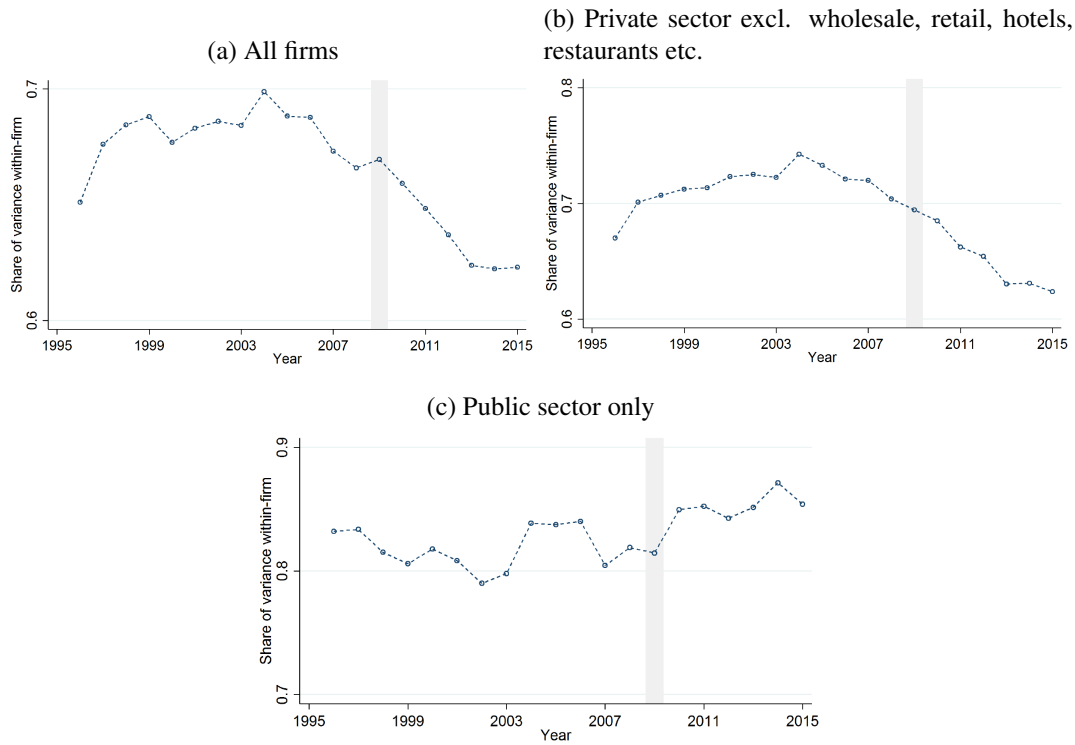 (a) All firms
(b) Private sector excl. wholesale, retail, hotels,
restaurants etc.
Share of variance within-firm
0.7
0.6
1995 1999 2003 2007 2011 2015
Year
Share of variance within-firm
0.8
0.7
0.6
1995 1999 2003 2007 2011 2015
Year
(c) Public sector only
Share of variance within-firm
0.9
0.8
0.7
1995 1999 2003 2007 2011 2015
Year